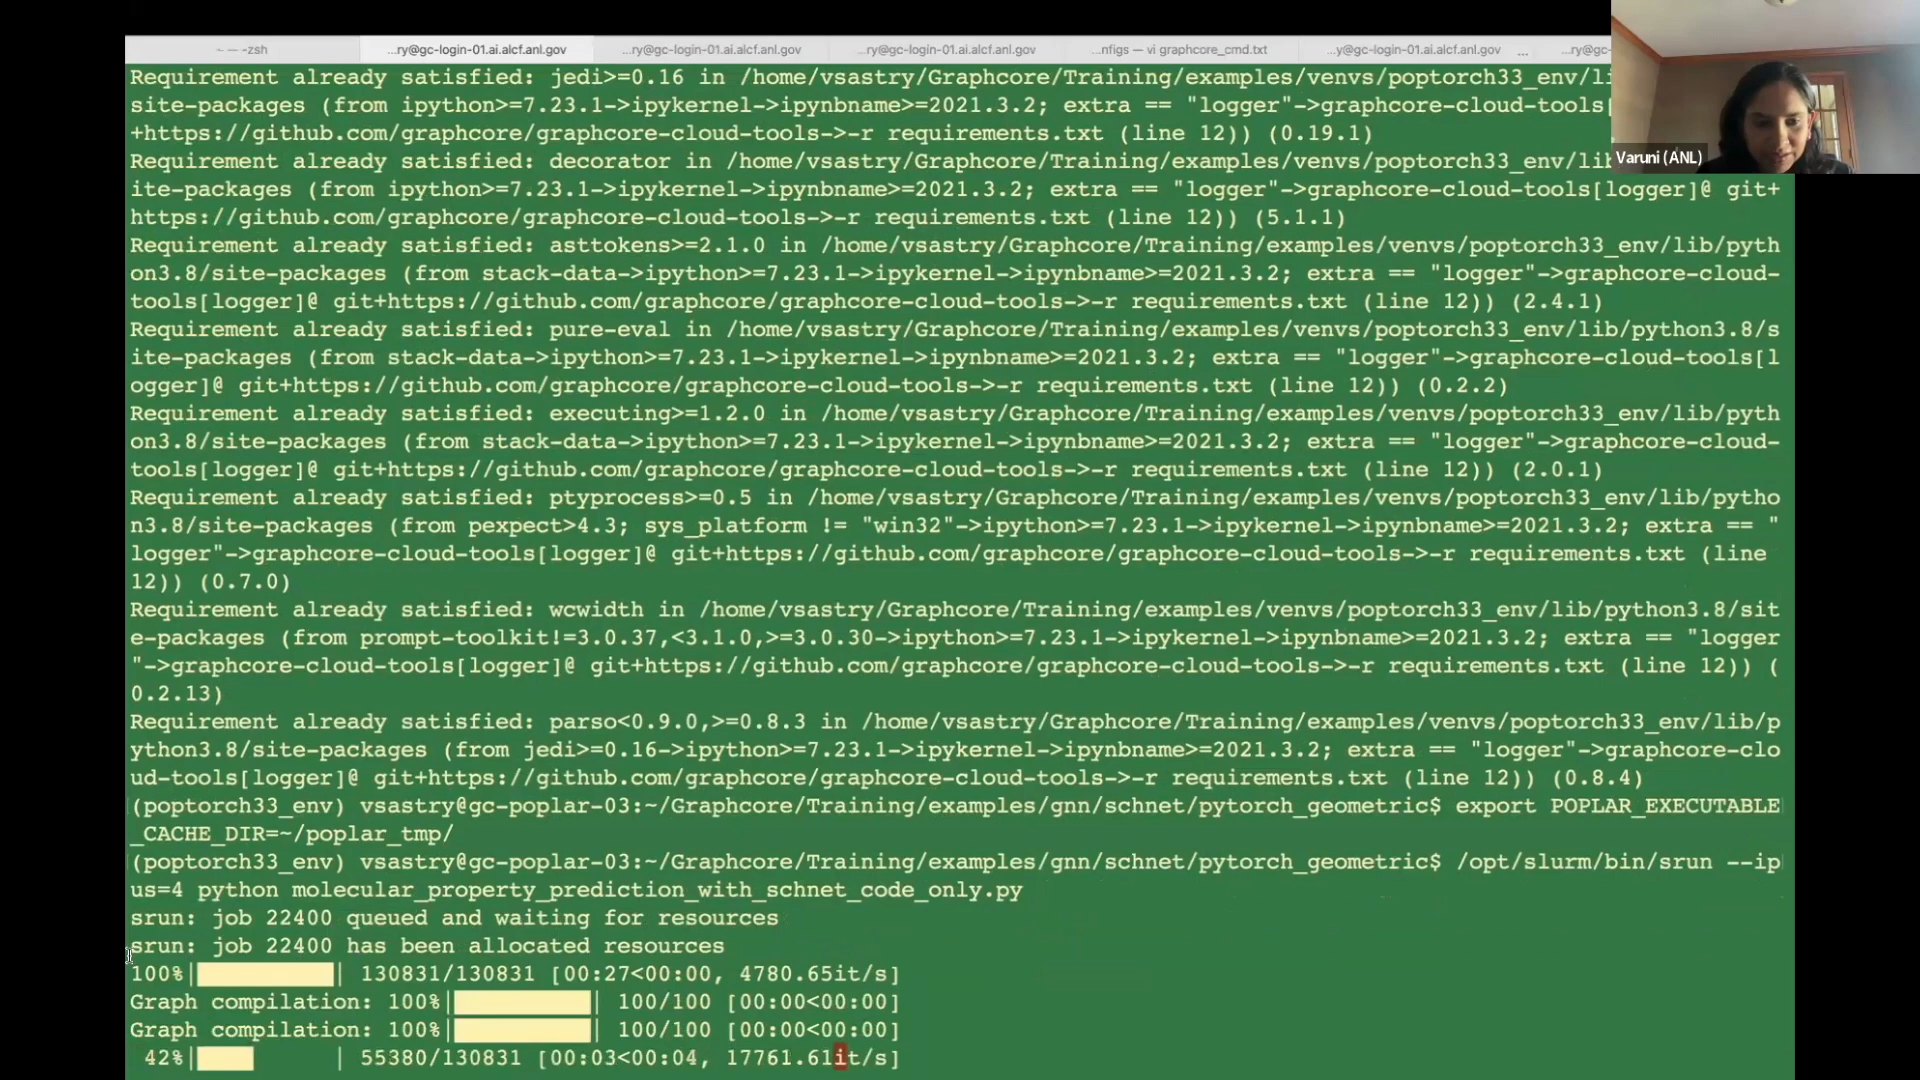 ~ — -zsh
...ry@gc-login-01.ai.alcf.anl.gov
...ry@gc-login-01.ai.alcf.anl.gov
...ry@gc-login-01.ai.alcf.anl.gov
...nfigs — vi graphcore_cmd.txt
...y@gc-login-01.ai.alcf.anl.gov
...
...ry@gc-
Requirement already satisfied: jedi>=0.16 in /home/vsastry/Graphcore/Training/examples/venvs/poptorch33_env/li
site-packages (from ipython>=7.23.1->ipykernel->ipynbname>=2021.3.2; extra == "logger"->graphcore-cloud-tools[
+https://github.com/graphcore/graphcore-cloud-tools->-r requirements.txt (line 12)) (0.19.1)
Requirement already satisfied: decorator in /home/vsastry/Graphcore/Training/examples/venvs/poptorch33_env/lib
Varuni (ANL)
ite-packages (from ipython>=7.23.1->ipykernel->ipynbname>=2021.3.2; extra == "logger"->graphcore-cloud-tools[logger]@ git+
https://github.com/graphcore/graphcore-cloud-tools->-r requirements.txt (line 12)) (5.1.1)
Requirement already satisfied: asttokens>=2.1.0 in /home/vsastry/Graphcore/Training/examples/venvs/poptorch33_env/lib/pyth
on3.8/site-packages (from stack-data->ipython>=7.23.1->ipykernel->ipynbname>=2021.3.2; extra == "logger"->graphcore-cloud-
tools[logger]@ git+https://github.com/graphcore/graphcore-cloud-tools->-r requirements.txt (line 12)) (2.4.1)
Requirement already satisfied: pure-eval in /home/vsastry/Graphcore/Training/examples/venvs/poptorch33_env/lib/python3.8/s
ite-packages (from stack-data->ipython>=7.23.1->ipykernel->ipynbname>=2021.3.2; extra == "logger"->graphcore-cloud-tools[l
ogger]@ git+https://github.com/graphcore/graphcore-cloud-tools->-r requirements.txt (line 12)) (0.2.2)
Requirement already satisfied: executing>=1.2.0 in /home/vsastry/Graphcore/Training/examples/venvs/poptorch33_env/lib/pyth
on3.8/site-packages (from stack-data->ipython>=7.23.1->ipykernel->ipynbname>=2021.3.2; extra == "logger"->graphcore-cloud-
tools[logger]@ git+https://github.com/graphcore/graphcore-cloud-tools->-r requirements.txt (line 12)) (2.0.1)
Requirement already satisfied: ptyprocess>=0.5 in /home/vsastry/Graphcore/Training/examples/venvs/poptorch33_env/lib/pytho
n3.8/site-packages (from pexpect>4.3; sys_platform != "win32"->ipython>=7.23.1->ipykernel->ipynbname>=2021.3.2; extra == "
logger"->graphcore-cloud-tools[logger]@ git+https://github.com/graphcore/graphcore-cloud-tools->-r requirements.txt (line
12)) (0.7.0)
Requirement already satisfied: wcwidth in /home/vsastry/Graphcore/Training/examples/venvs/poptorch33_env/lib/python3.8/sit
e-packages (from prompt-toolkit!=3.0.37,<3.1.0,>=3.0.30->ipython>=7.23.1->ipykernel->ipynbname>=2021.3.2; extra == "logger
"->graphcore-cloud-tools[logger]@ git+https://github.com/graphcore/graphcore-cloud-tools->-r requirements.txt (line 12)) (
0.2.13)
Requirement already satisfied: parso<0.9.0,>=0.8.3 in /home/vsastry/Graphcore/Training/examples/venvs/poptorch33_env/lib/p
ython3.8/site-packages (from jedi>=0.16->ipython>=7.23.1->ipykernel->ipynbname>=2021.3.2; extra == "logger"->graphcore-clo
ud-tools[logger]@ git+https://github.com/graphcore/graphcore-cloud-tools->-r requirements.txt (line 12)) (0.8.4)
(poptorch33_env) vsastry@gc-poplar-03:~/Graphcore/Training/examples/gnn/schnet/pytorch_geometric$ export POPLAR_EXECUTABLE
_CACHE_DIR=~/poplar_tmp/
(poptorch33_env) vsastry@gc-poplar-03:~/Graphcore/Training/examples/gnn/schnet/pytorch_geometric$ /opt/slurm/bin/srun --ip
us=4 python molecular_property_prediction_with_schnet_code_only.py
srun: job 22400 queued and waiting for resources
srun: job 22400 has been allocated resources
100%| | 130831/130831 [00:27<00:00, 4780.65it/s]
Graph compilation: 100%| | 100/100 [00:00<00:00]
Graph compilation: 100%| | 100/100 [00:00<00:00]
42%| | 55380/130831 [00:03<00:04, 17761.61it/s]